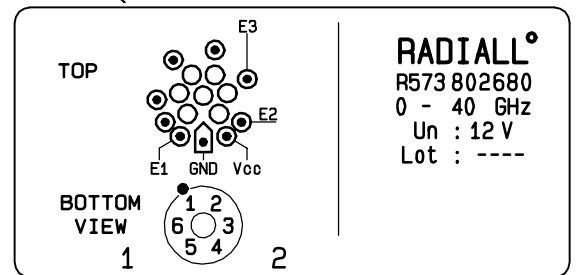 E3
TOP
E2
E1 GND Vcc
BOTTOM
VIEW
1 2
6 3
5 4
1 2
RADIALL°
R573 802680
0 - 40 GHz
Un : 12 V
Lot : ----